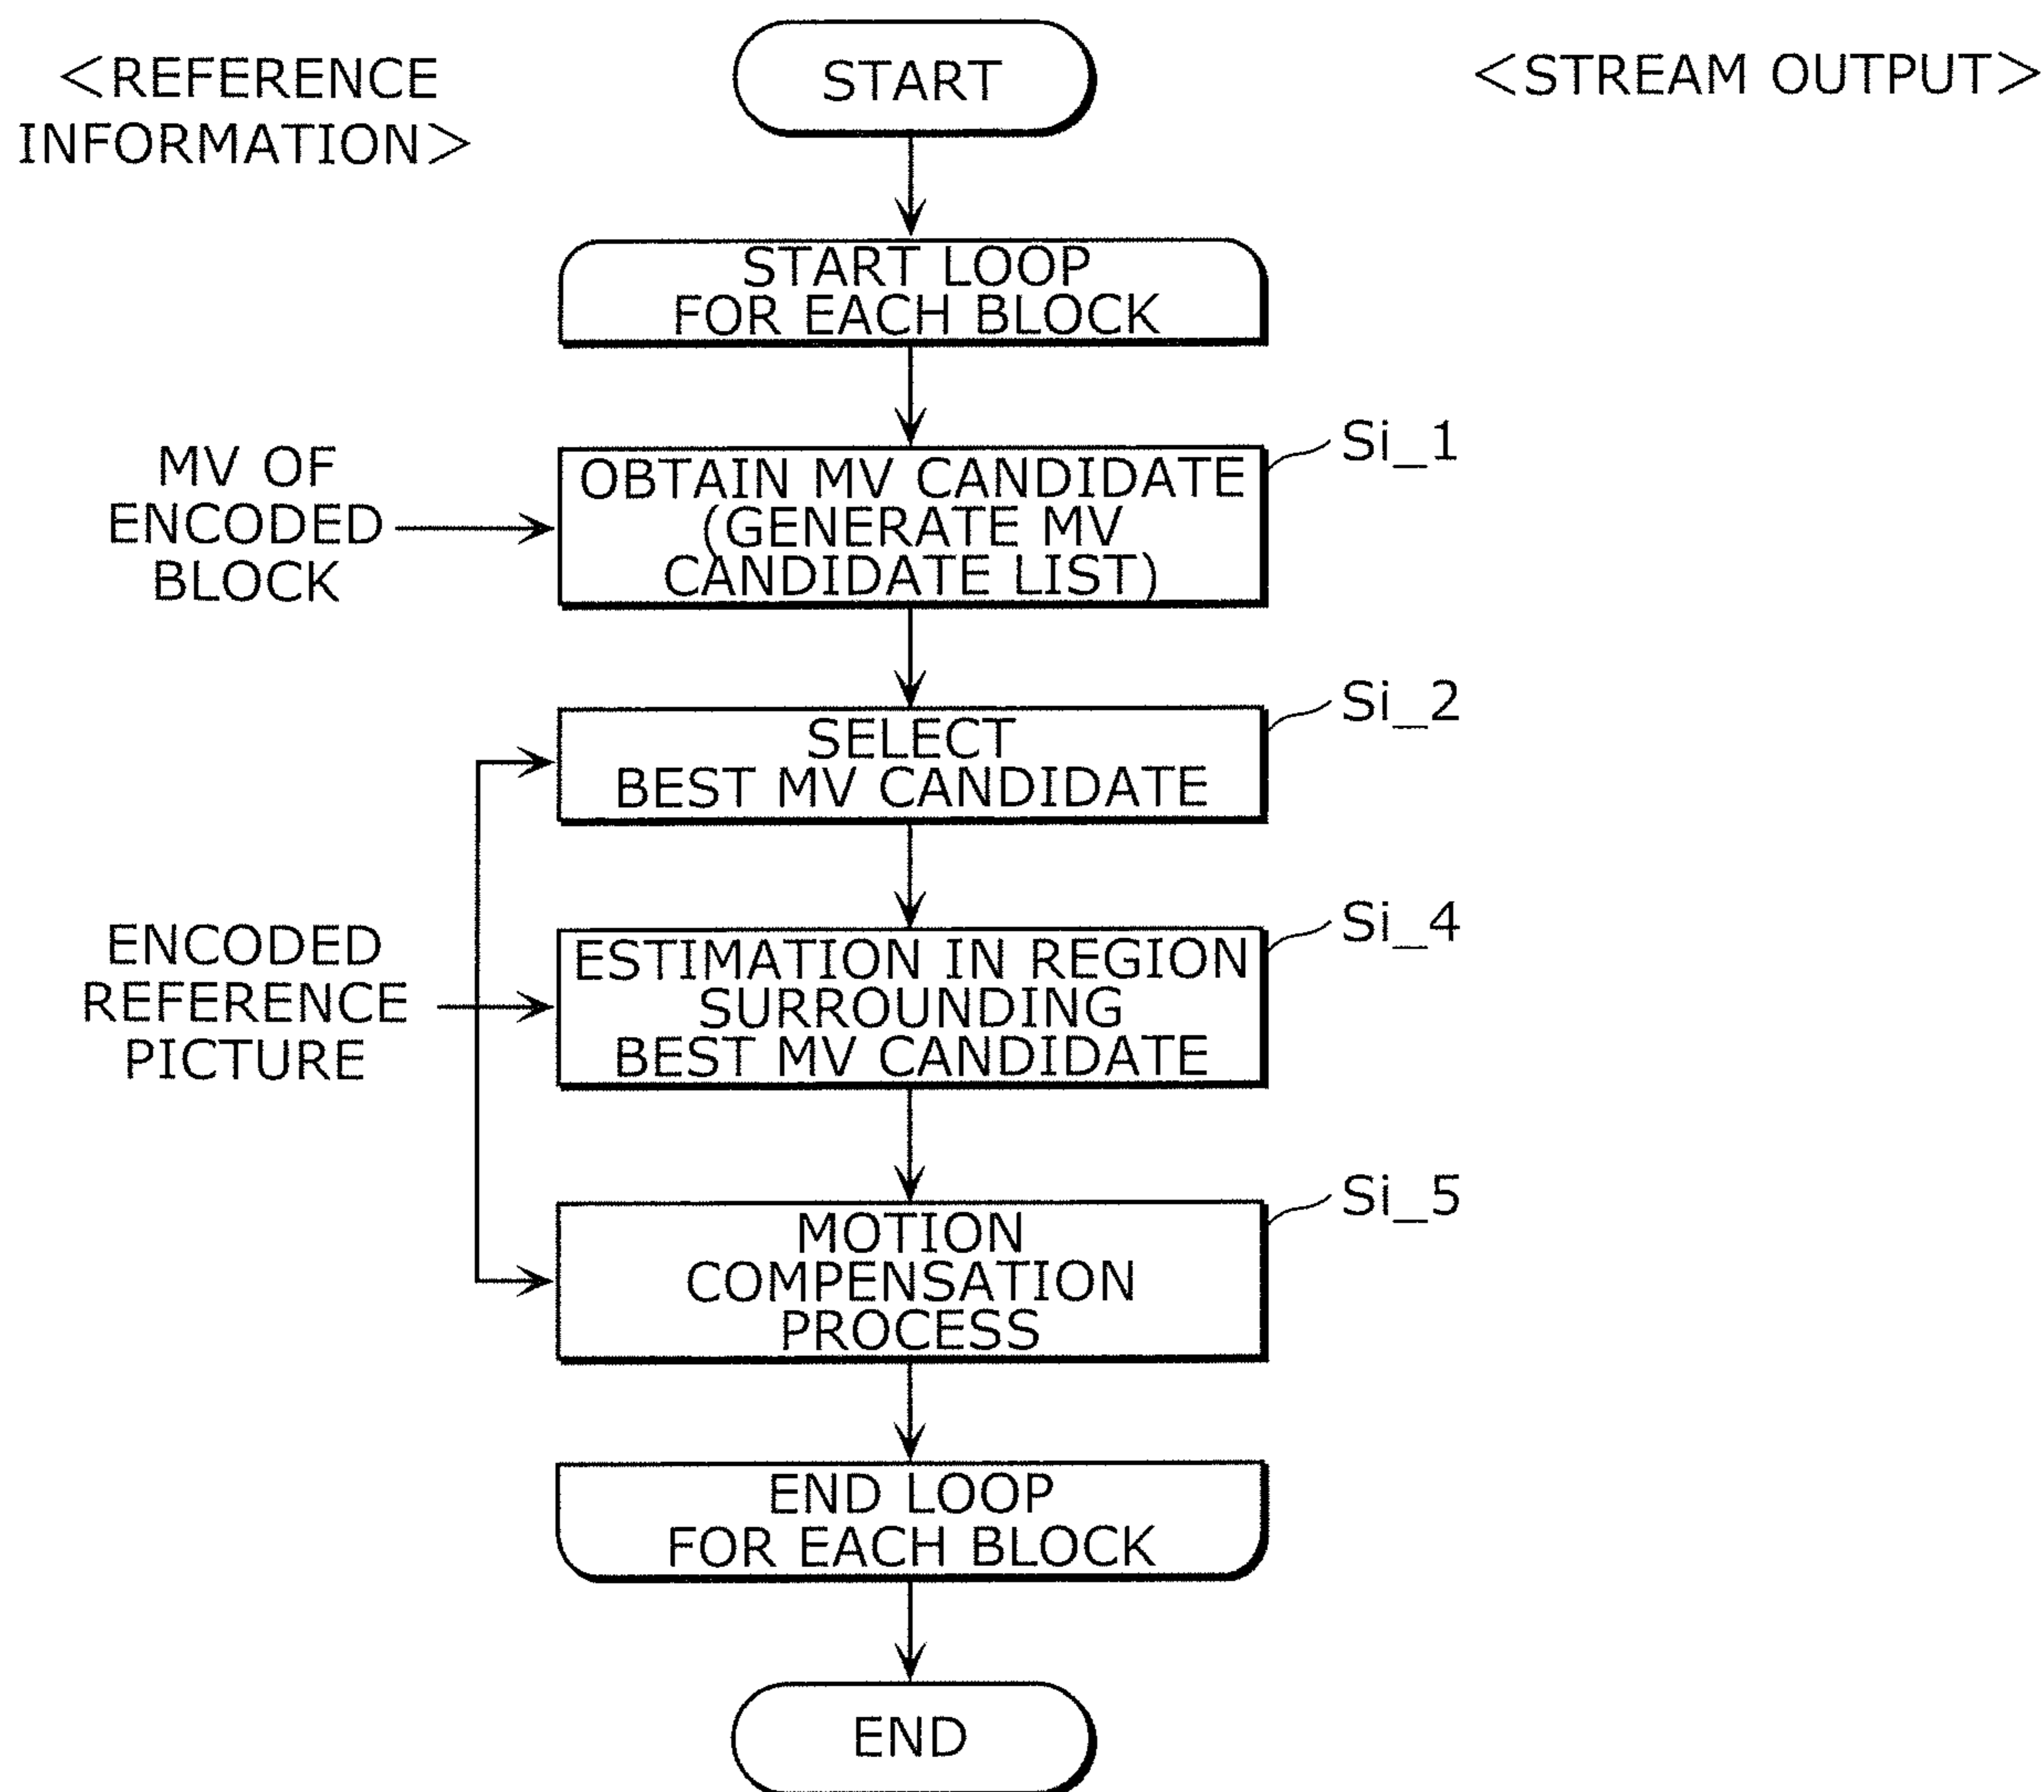 <REFERENCE
INFORMATION>
START
<STREAM OUTPUT>
START LOOP
FOR EACH BLOCK
MV OF
ENCODED
BLOCK
OBTAIN MV CANDIDATE
(GENERATE MV
CANDIDATE LIST)
Si_1
SELECT
BEST MV CANDIDATE
Si_2
ENCODED
REFERENCE
PICTURE
ESTIMATION IN REGION
SURROUNDING
BEST MV CANDIDATE
Si_4
MOTION
COMPENSATION
PROCESS
Si_5
END LOOP
FOR EACH BLOCK
END